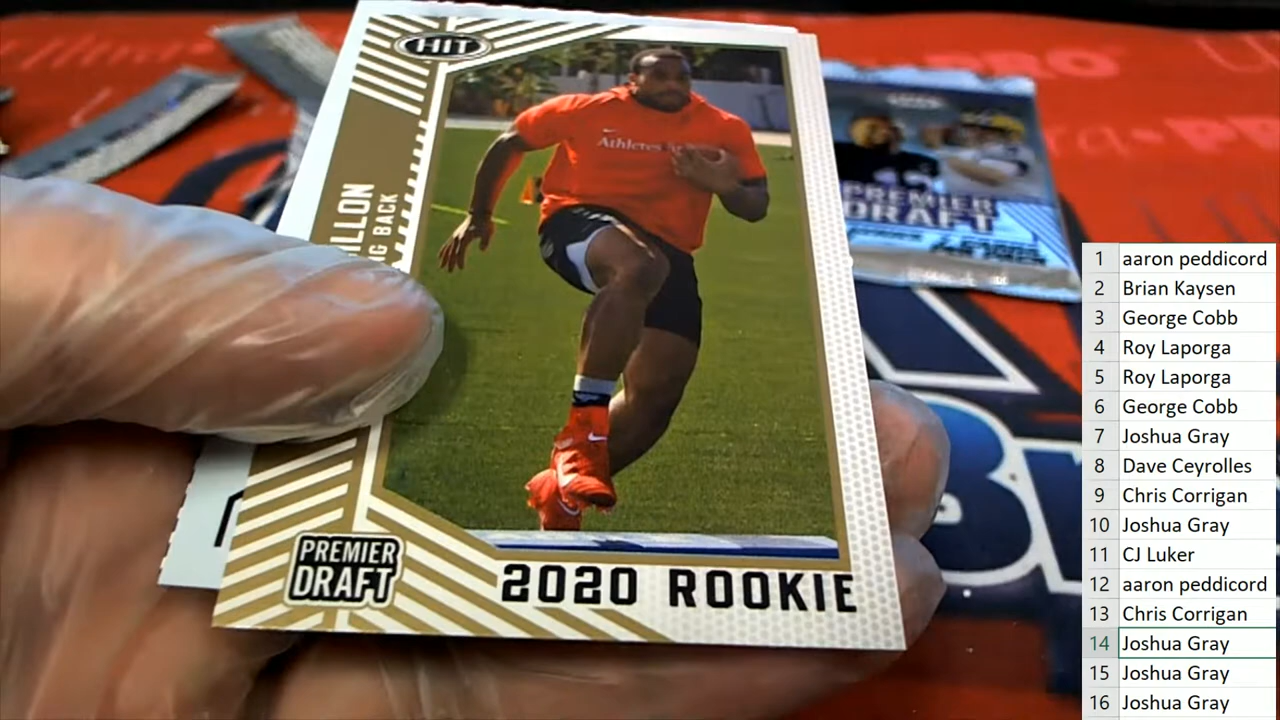 HIT
ILLON
G BACK
Athletes
PREMIER
DRAFT
2020 ROOKIE
PREMIER
DRAFT
PRO
1 aaron peddicord
2 Brian Kaysen
3 George Cobb
4 Roy Laporga
5 Roy Laporga
6 George Cobb
7 Joshua Gray
8 Dave Ceyrolles
9 Chris Corrigan
10 Joshua Gray
11 CJ Luker
12 aaron peddicord
13 Chris Corrigan
14 Joshua Gray
15 Joshua Gray
16 Joshua Gray